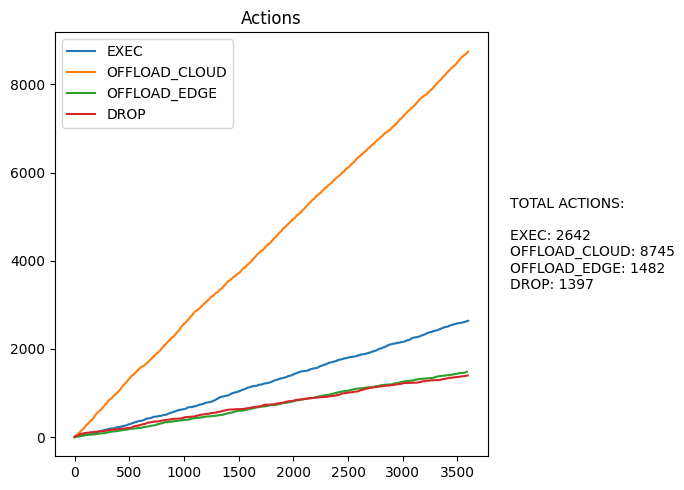 Actions
EXEC
OFFLOAD_CLOUD
OFFLOAD_EDGE
DROP
8000
6000
4000
2000
0
0 500 1000 1500 2000 2500 3000 3500
TOTAL ACTIONS:
EXEC: 2642
OFFLOAD_CLOUD: 8745
OFFLOAD_EDGE: 1482
DROP: 1397